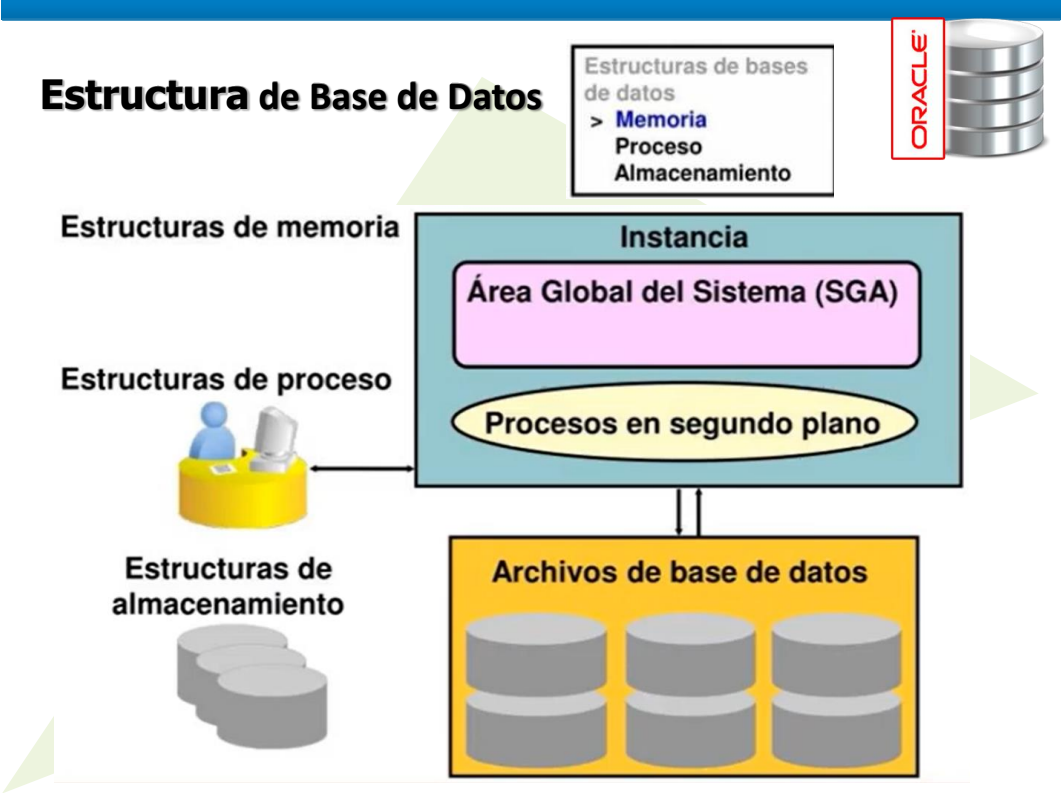 Estructura de Base de Datos
Estructuras de bases
de datos
> Memoria
Proceso
Almacenamiento
ORACLE
Estructuras de memoria
Instancia
Área Global del Sistema (SGA)
Estructuras de proceso
Procesos en segundo plano
Estructuras de
almacenamiento
Archivos de base de datos